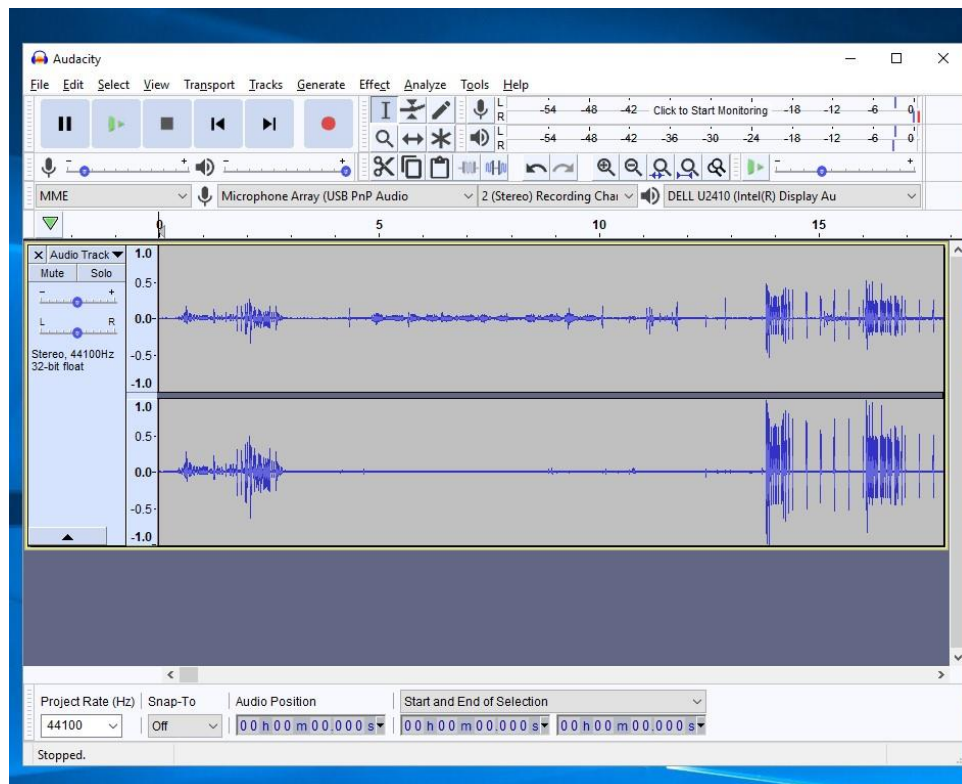 Audacity
File Edit Select View Transport Tracks Generate Effect Analyze Tools Help
L R -54 -48 -42 Click to Start Monitoring -18 -12 -6 0
L R -54 -48 -42 -36 -30 -24 -18 -12 -6 0
MME Microphone Array (USB PnP Audio 2 (Stereo) Recording Chai DELL U2410 (Intel(R) Display Au
0 5 10 15
X Audio Track 1.0
Mute Solo
0.5
- +
0.0
L R
Stereo, 44100Hz -0.5
32-bit float
-1.0
1.0
0.5
0.0
-0.5
-1.0
Project Rate (Hz) Snap-To Audio Position Start and End of Selection
44100 Off 00 h 00 m 00.000 s 00 h 00 m 00.000 s 00 h 00 m 00.000 s
Stopped.